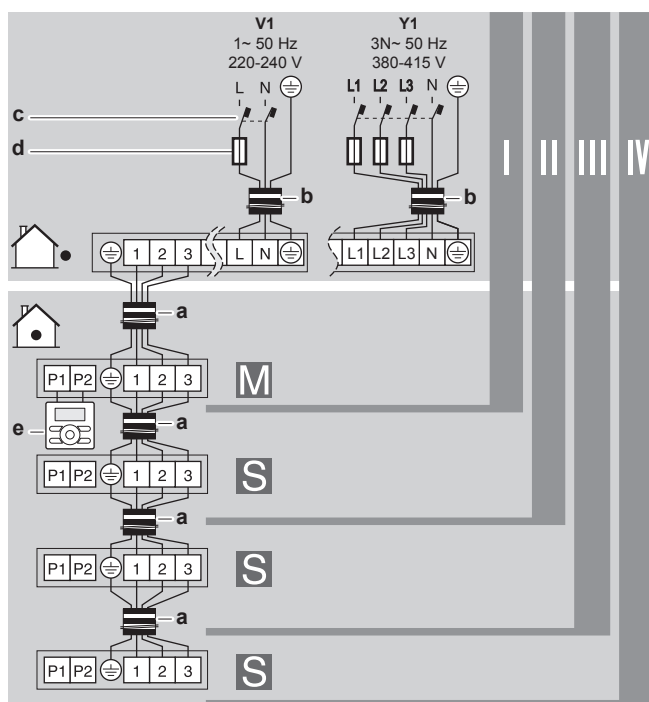 V1 Y1
1~ 50 Hz 3N~ 50 Hz
220-240 V 380-415 V
L N L1 L2 L3 N
c
d
I II III IV
b b
1 2 3 L N L1 L2 L3 N
a
P1 P2 1 2 3 M
e a
P1 P2 1 2 3 S
a
P1 P2 1 2 3 S
a
P1 P2 1 2 3 S